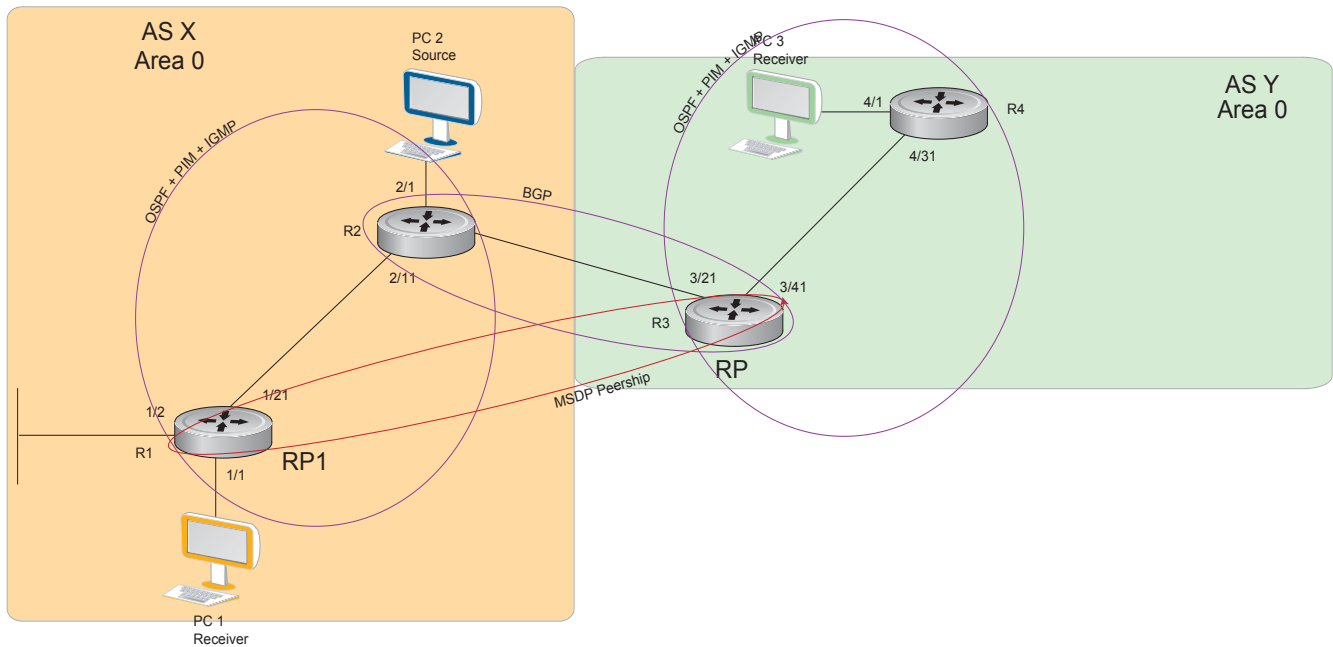 AS X
Area 0
PC 2
Source
OSPF + PIM + IGMP
2/1
R2
2/11
BGP
1/2
1/21
R1
RP1
1/1
PC 1
Receiver
MSDP Peership
AS Y
Area 0
PC 3
Receiver
OSPF + PIM + IGMP
4/1
R4
4/31
3/21
3/41
R3
RP